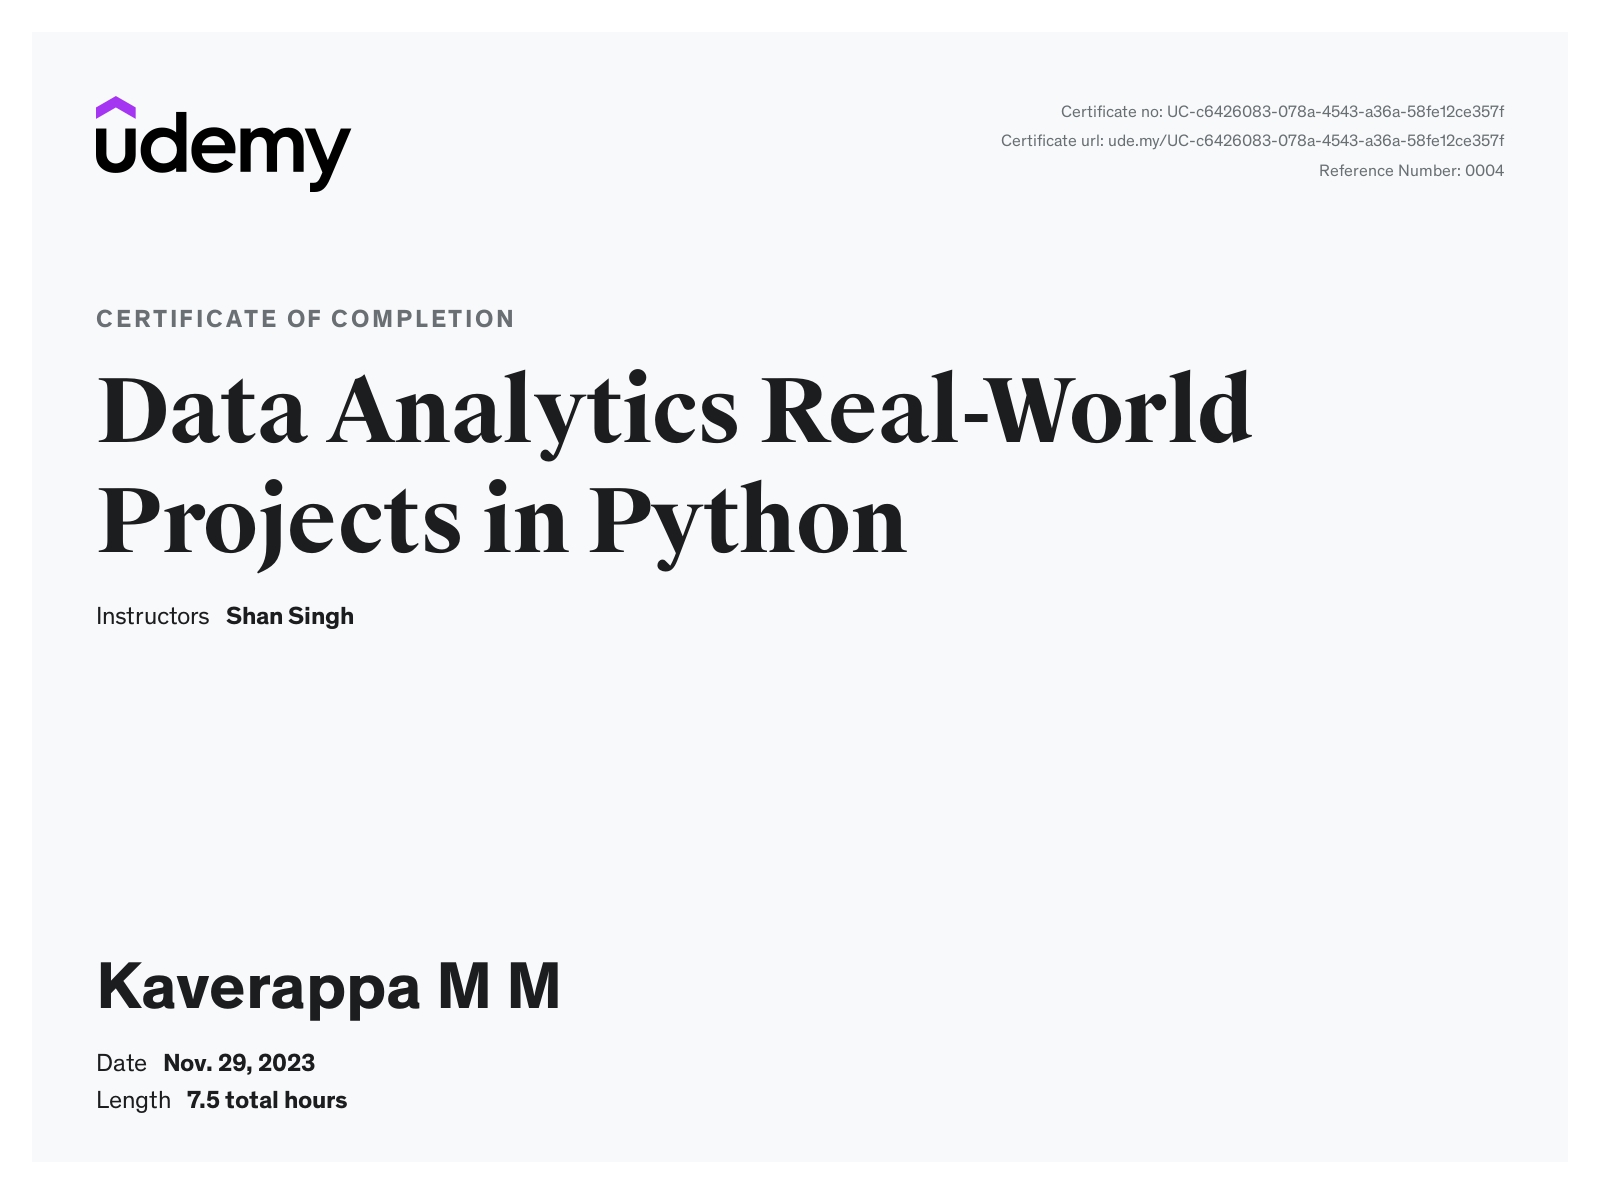 udemy
Certificate no: UC-c6426083-078a-4543-a36a-58fe12ce357f
Certificate url: ude.my/UC-c6426083-078a-4543-a36a-58fe12ce357f
Reference Number: 0004
CERTIFICATE OF COMPLETION
Data Analytics Real-World
Projects in Python
Instructors Shan Singh
Kaverappa M M
Date Nov. 29, 2023
Length 7.5 total hours